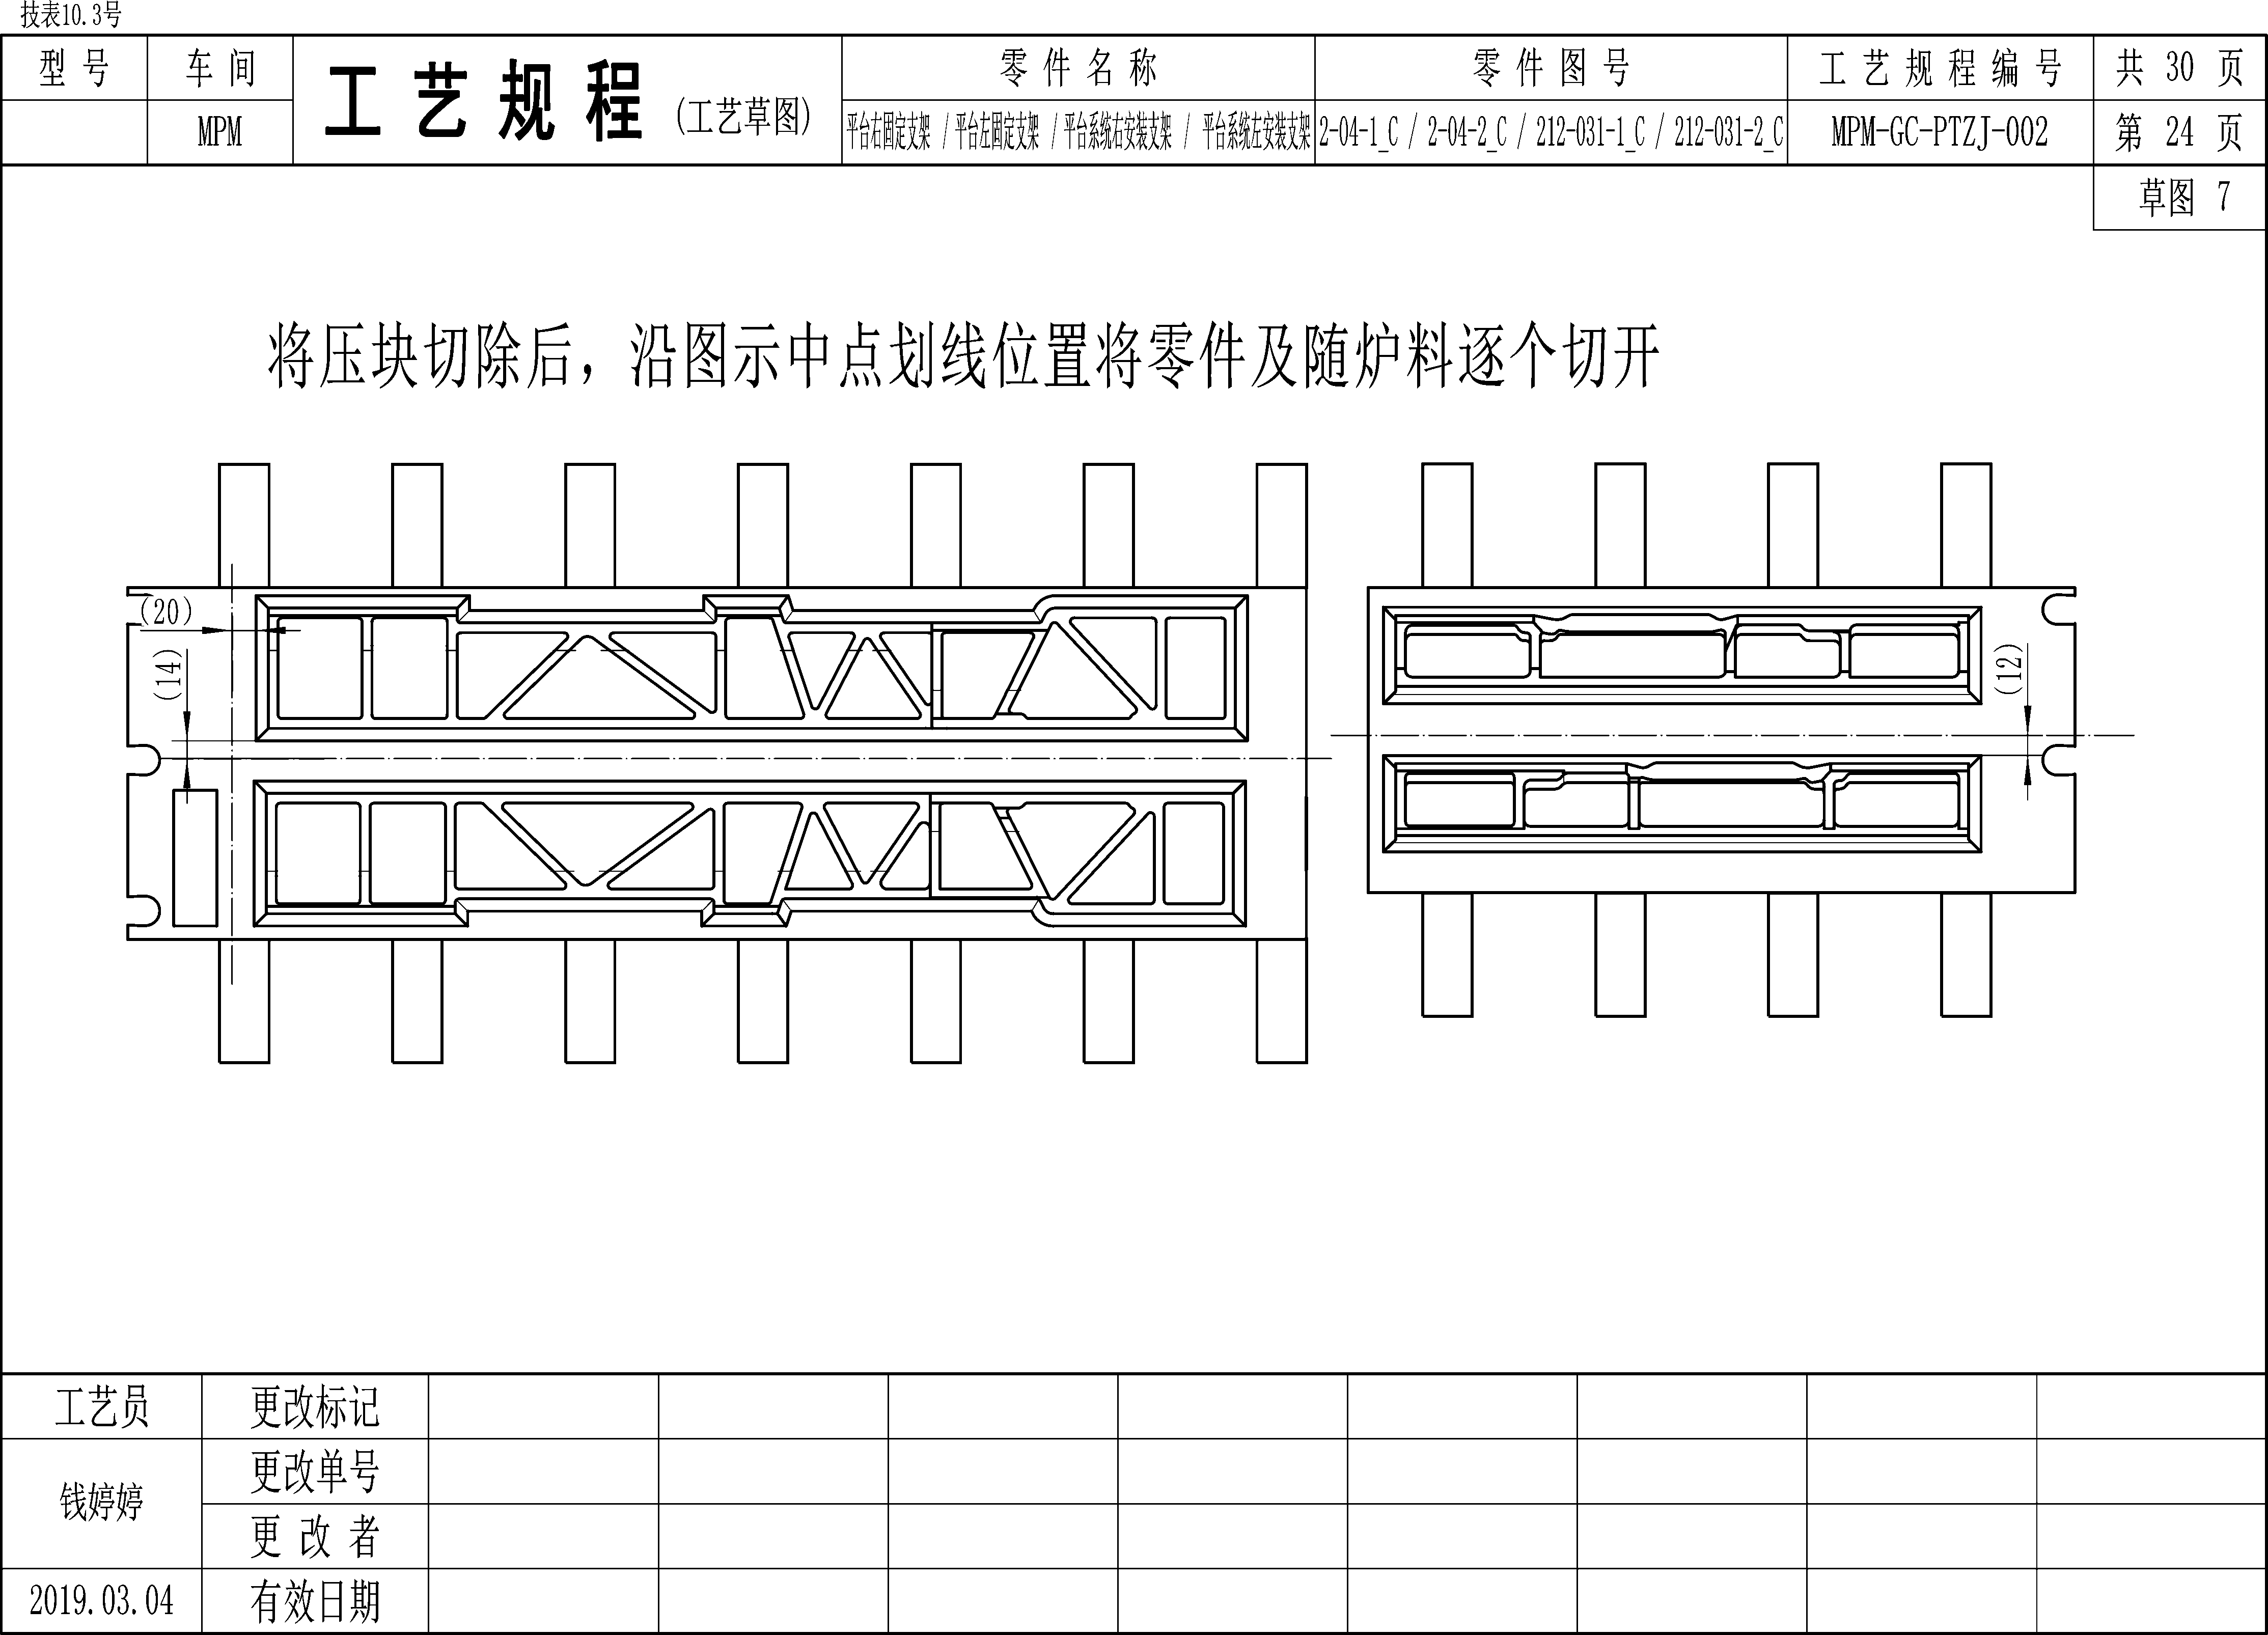 技表10.3号
型 号 车 间 工 艺 规 程 (工艺草图) 零 件 名 称 零 件 图 号 工 艺 规 程 编 号 共 30 页
MPM 平台右固定支架 / 平台左固定支架 / 平台系统右安装支架 / 平台系统左安装支架 2-04-1_C / 2-04-2_C / 212-031-1_C / 212-031-2_C MPM-GC-PTZJ-002 第 24 页
草图 7
将压块切除后，沿图示中点划线位置将零件及随炉料逐个切开
(20)
(14)
(12)
工艺员 更改标记
钱婷婷 更改单号
更 改 者
2019.03.04 有效日期